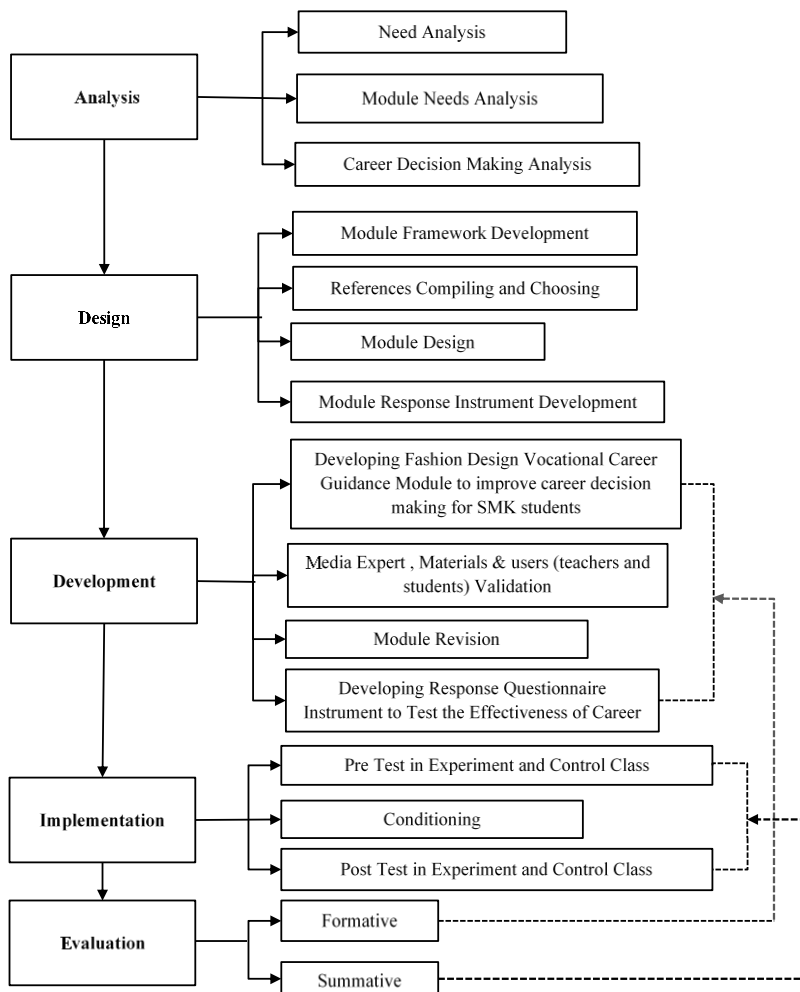 Need Analysis
Analysis
Module Needs Analysis
Career Decision Making Analysis
Module Framework Development
References Compiling and Choosing
Design
Module Design
Module Response Instrument Development
Developing Fashion Design Vocational Career
Guidance Module to improve career decision
making for SMK students
Development
Media Expert , Materials & users (teachers and
students) Validation
Module Revision
Developing Response Questionnaire
Instrument to Test the Effectiveness of Career
Pre Test in Experiment and Control Class
Implementation
Conditioning
Post Test in Experiment and Control Class
Formative
Evaluation
Summative